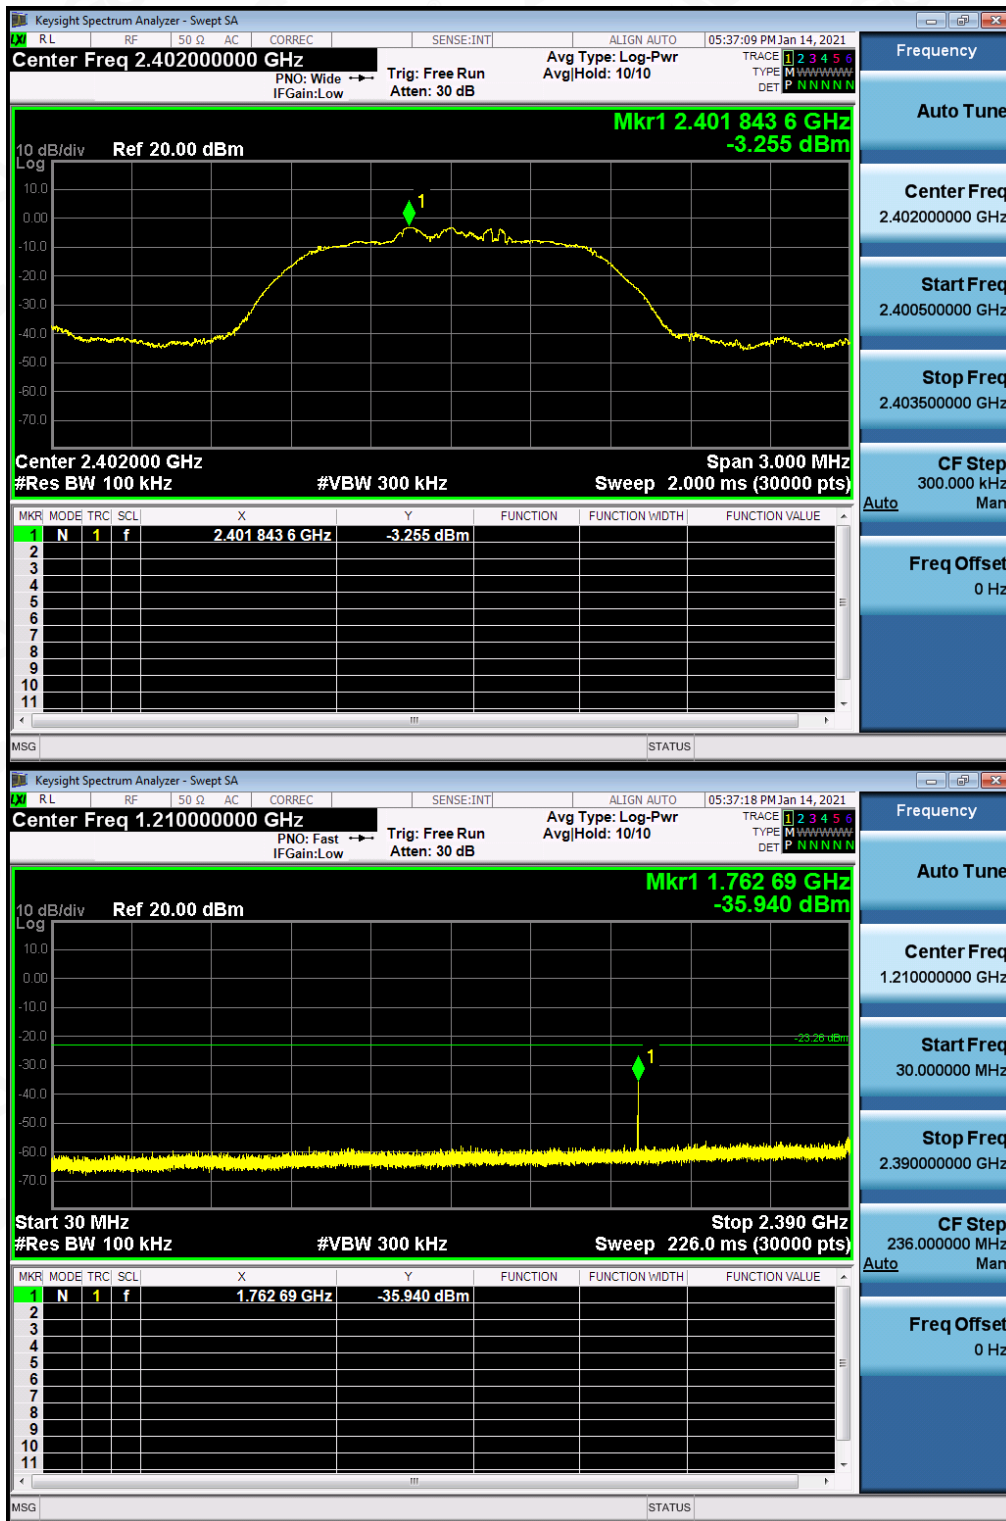 Keysight Spectrum Analyzer - Swept SA
LXI RL RF 50 Ω AC CORREC SENSE:INT ALIGN AUTO 05:37:09 PM Jan 14, 2021
Center Freq 2.402000000 GHz
PNO: Wide
IFGain:Low
Trig: Free Run
Atten: 30 dB
Avg Type: Log-Pwr
Avg|Hold: 10/10
TRACE 1 2 3 4 5 6
TYPE M WWWWW
DET P N N N N N
Mkr1 2.401 843 6 GHz
-3.255 dBm
10 dB/div Ref 20.00 dBm
Log
10.0
0.00
-10.0
-20.0
-30.0
-40.0
-50.0
-60.0
-70.0
1
Center 2.402000 GHz Span 3.000 MHz
#Res BW 100 kHz #VBW 300 kHz Sweep 2.000 ms (30000 pts)
MKR MODE TRC SCL X Y FUNCTION FUNCTION WIDTH FUNCTION VALUE
1 N 1 f 2.401 843 6 GHz -3.255 dBm
2
3
4
5
6
7
8
9
10
11
MSG STATUS
Frequency
Auto Tune
Center Freq
2.402000000 GHz
Start Freq
2.400500000 GHz
Stop Freq
2.403500000 GHz
CF Step
300.000 kHz
Auto Man
Freq Offset
0 Hz
Keysight Spectrum Analyzer - Swept SA
LXI RL RF 50 Ω AC CORREC SENSE:INT ALIGN AUTO 05:37:18 PM Jan 14, 2021
Center Freq 1.210000000 GHz
PNO: Fast
IFGain:Low
Trig: Free Run
Atten: 30 dB
Avg Type: Log-Pwr
Avg|Hold: 10/10
TRACE 1 2 3 4 5 6
TYPE M WWWWW
DET P N N N N N
Mkr1 1.762 69 GHz
-35.940 dBm
10 dB/div Ref 20.00 dBm
Log
10.0
0.00
-10.0
-20.0
-30.0
-40.0
-50.0
-60.0
-70.0
-23.26 dBm
1
Start 30 MHz Stop 2.390 GHz
#Res BW 100 kHz #VBW 300 kHz Sweep 226.0 ms (30000 pts)
MKR MODE TRC SCL X Y FUNCTION FUNCTION WIDTH FUNCTION VALUE
1 N 1 f 1.762 69 GHz -35.940 dBm
2
3
4
5
6
7
8
9
10
11
MSG STATUS
Frequency
Auto Tune
Center Freq
1.210000000 GHz
Start Freq
30.000000 MHz
Stop Freq
2.390000000 GHz
CF Step
236.000000 MHz
Auto Man
Freq Offset
0 Hz